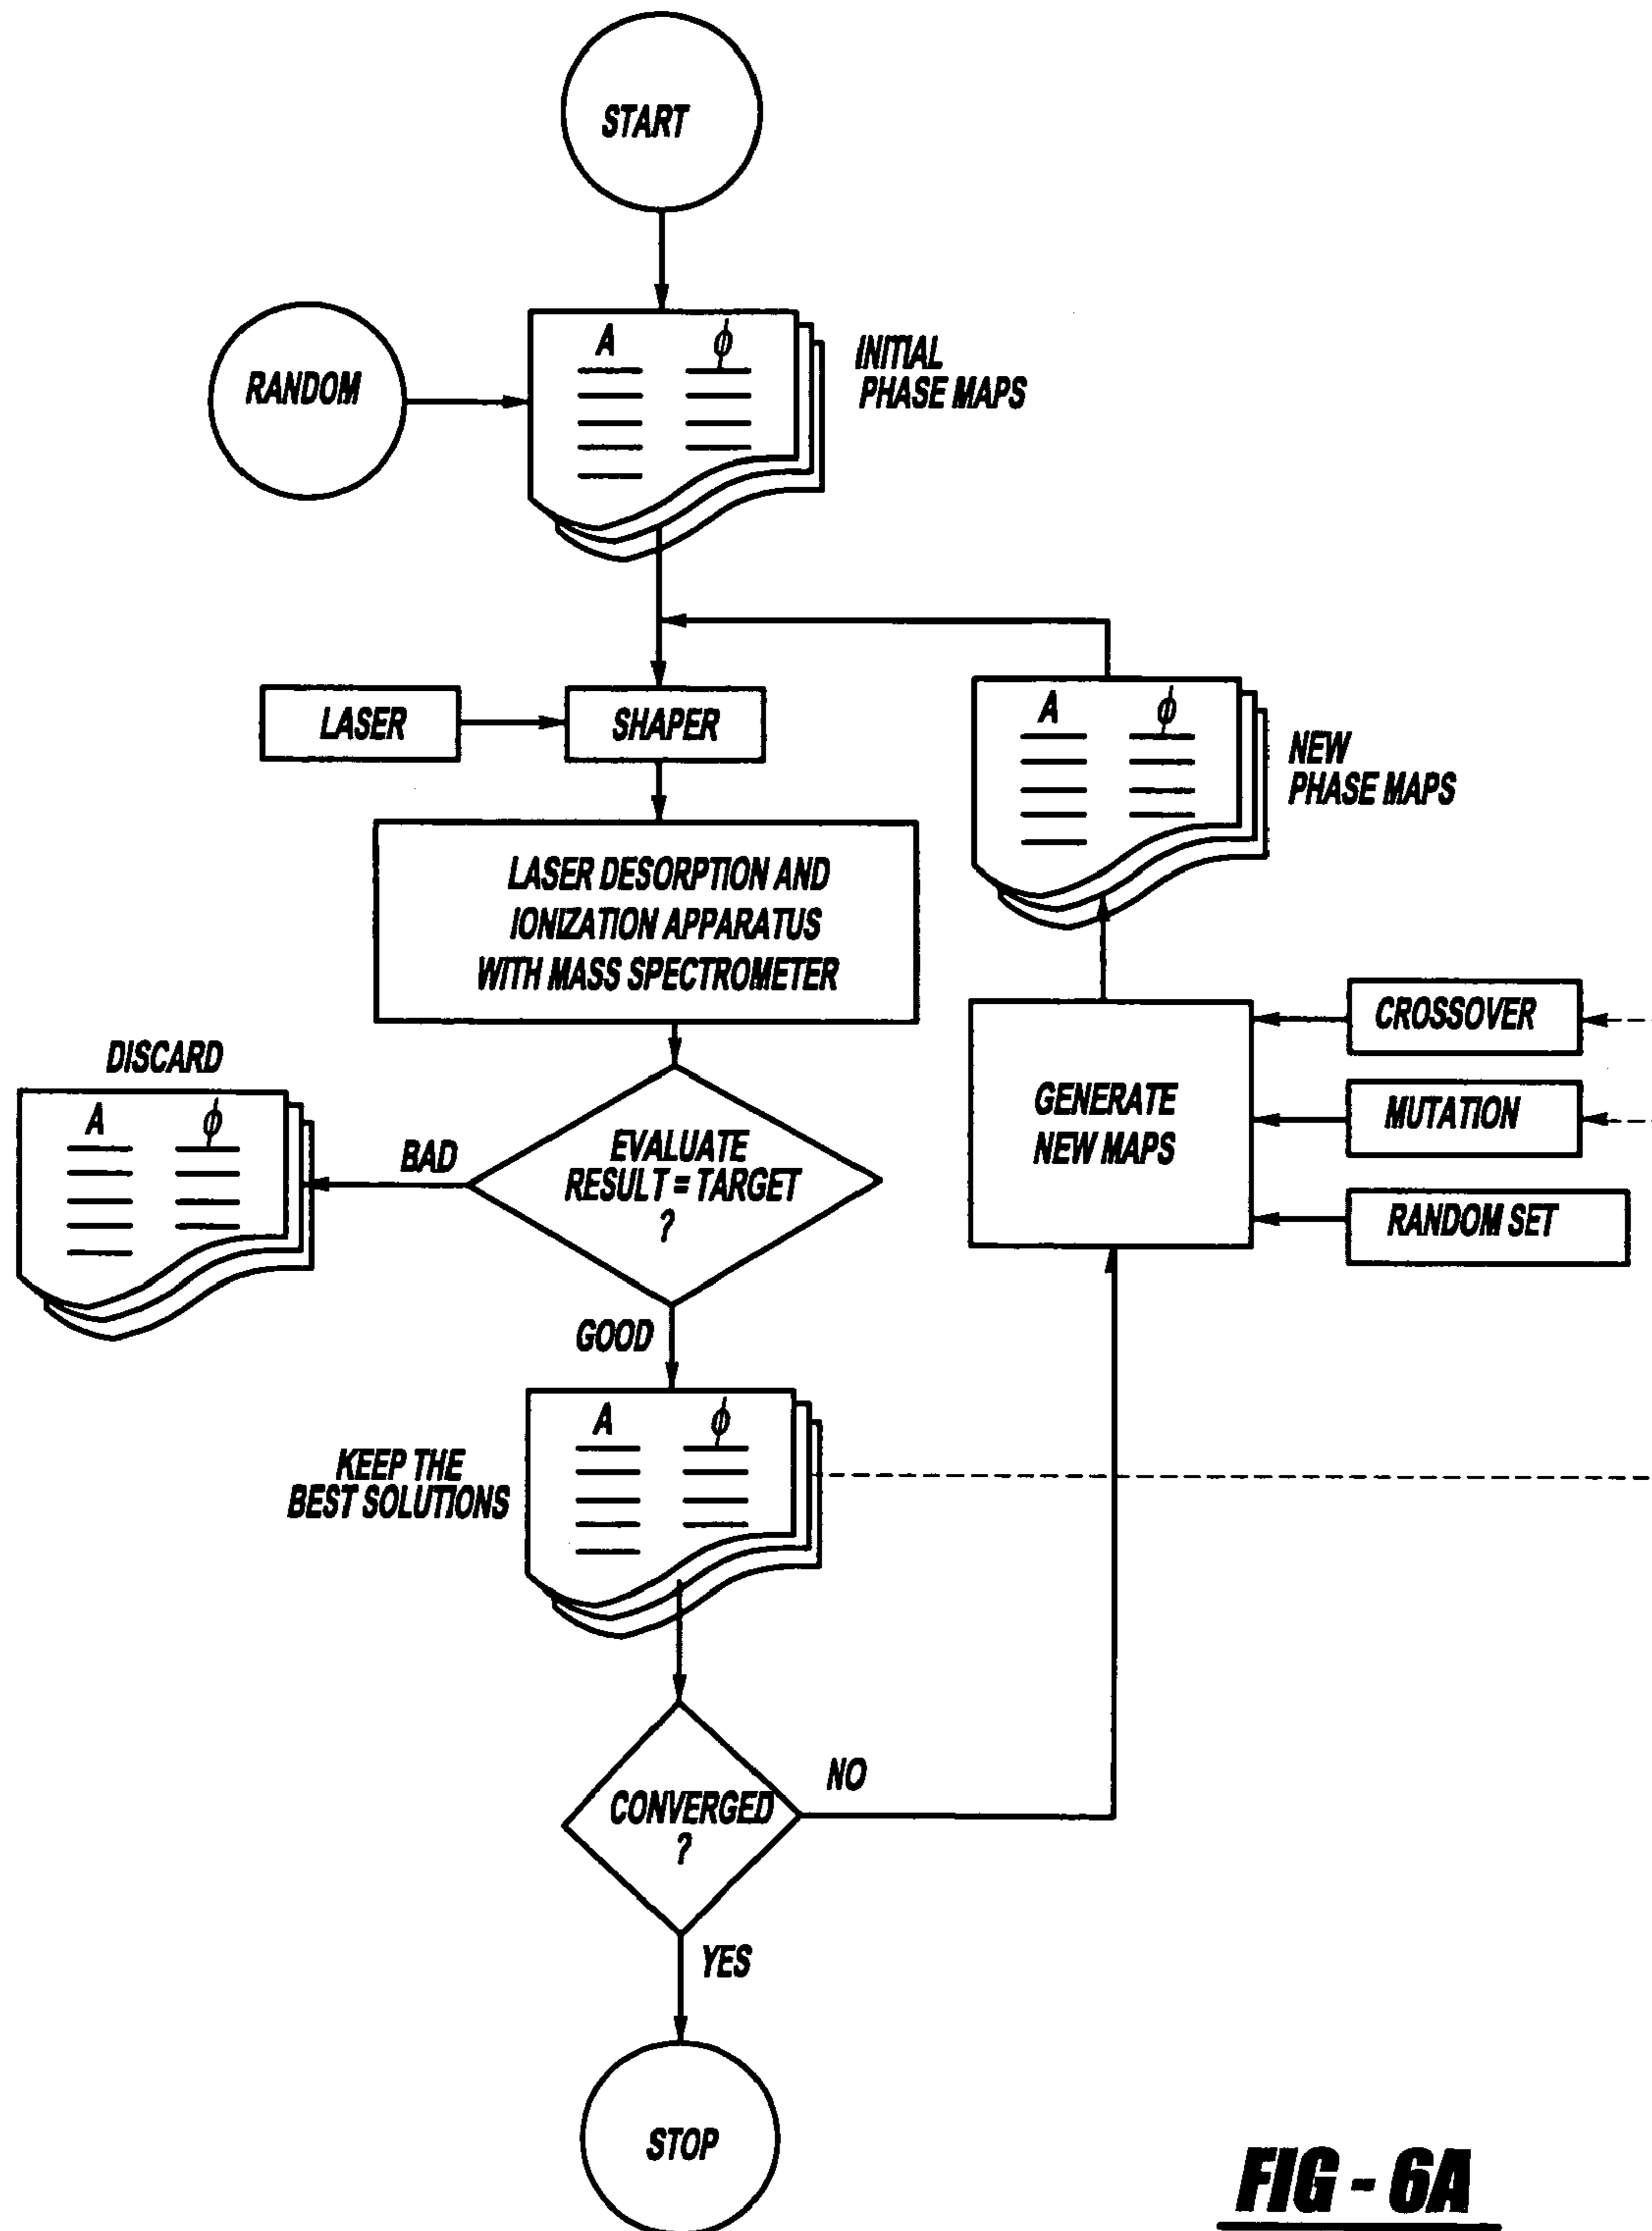 START
RANDOM
A ϕ
INITIAL
PHASE MAPS
LASER
SHAPER
A ϕ
NEW
PHASE MAPS
LASER DESORPTION AND
IONIZATION APPARATUS
WITH MASS SPECTROMETER
CROSSOVER
MUTATION
RANDOM SET
GENERATE
NEW MAPS
DISCARD
A ϕ
BAD
EVALUATE
RESULT = TARGET
?
GOOD
A ϕ
KEEP THE
BEST SOLUTIONS
NO
CONVERGED
?
YES
STOP
FIG - 6A